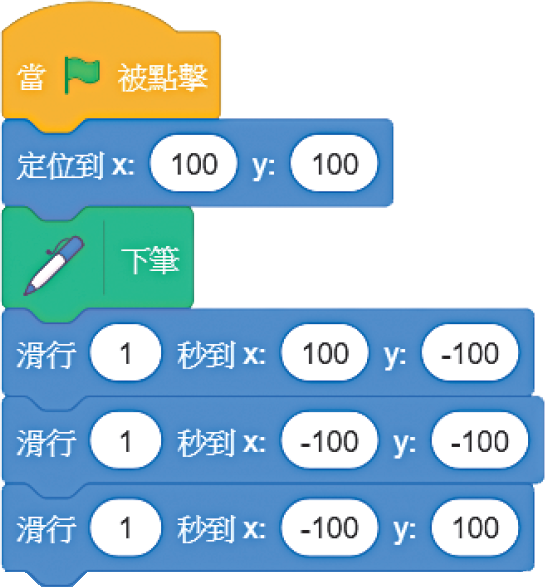 當 被點擊
定位到 x: 100 y: 100
下筆
滑行 1 秒到 x: 100 y: -100
滑行 1 秒到 x: -100 y: -100
滑行 1 秒到 x: -100 y: 100